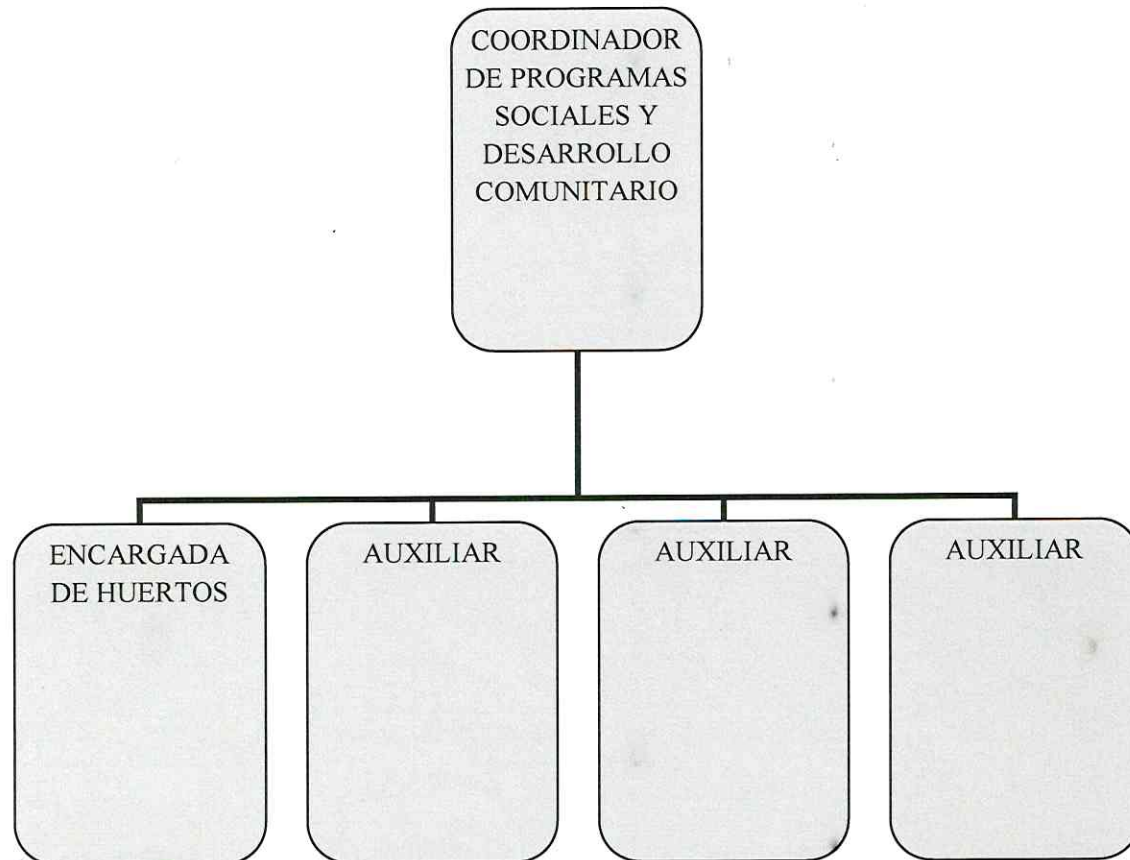 COORDINADOR
DE PROGRAMAS
SOCIALES Y
DESARROLLO
COMUNITARIO
ENCARGADA
DE HUERTOS
AUXILIAR
AUXILIAR
AUXILIAR